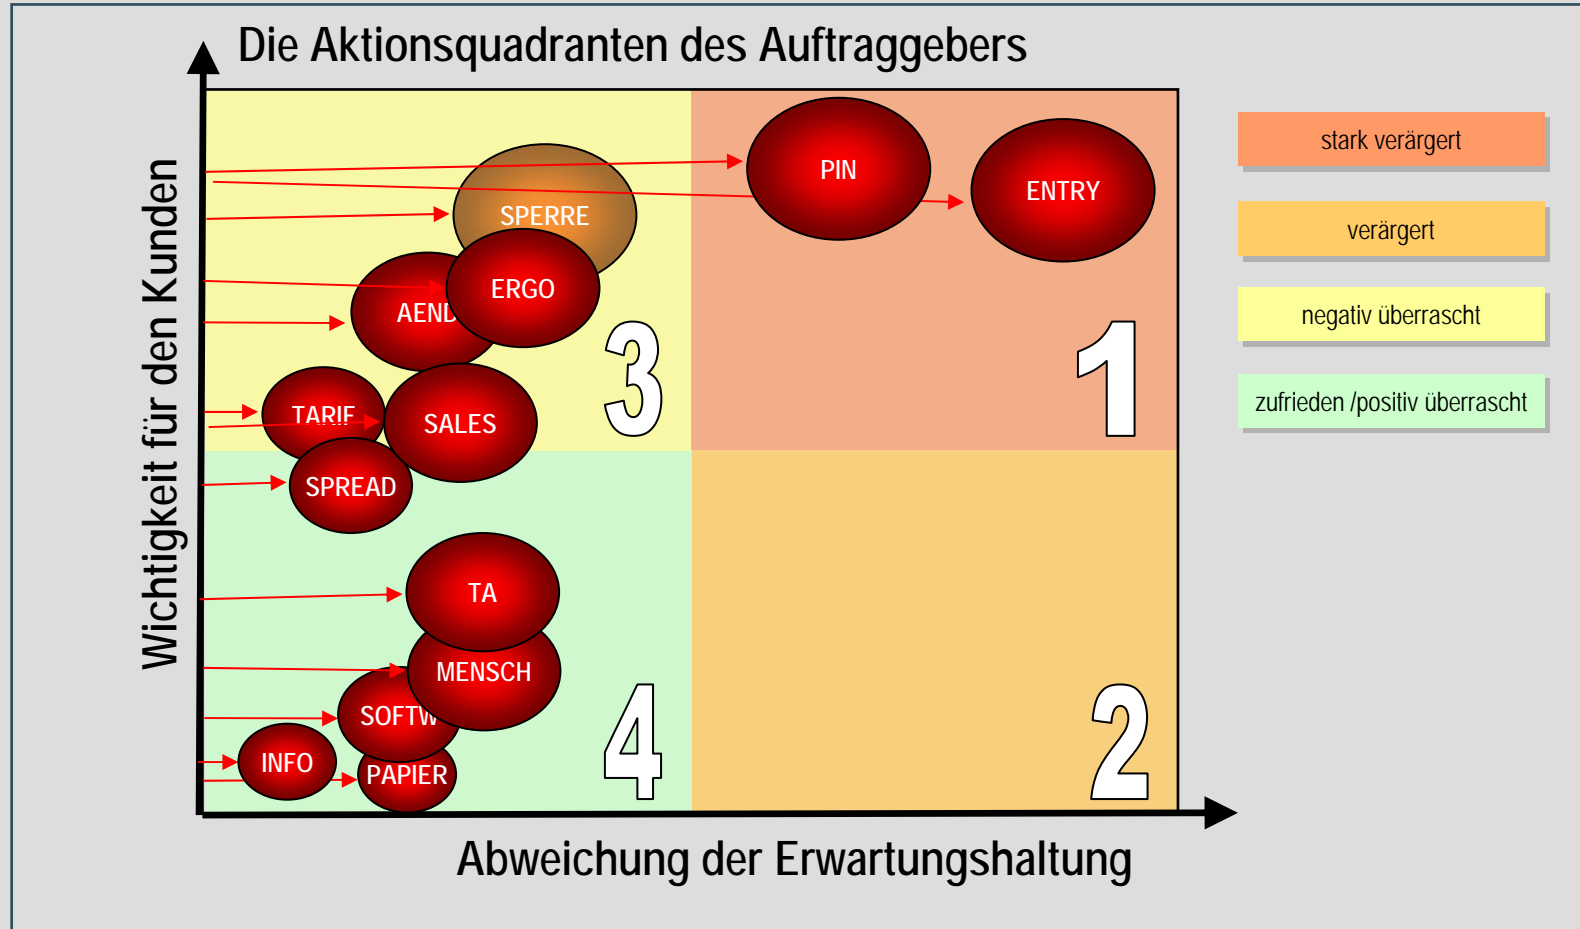 Die Aktionsquadranten des Auftraggebers
Wichtigkeit für den Kunden
PIN
ENTRY
SPERRE
ERGO
AEND
3
1
TARIF
SALES
SPREAD
TA
MENSCH
SOFTW
INFO
PAPIER
4
2
Abweichung der Erwartungshaltung
stark verärgert
verärgert
negativ überrascht
zufrieden /positiv überrascht